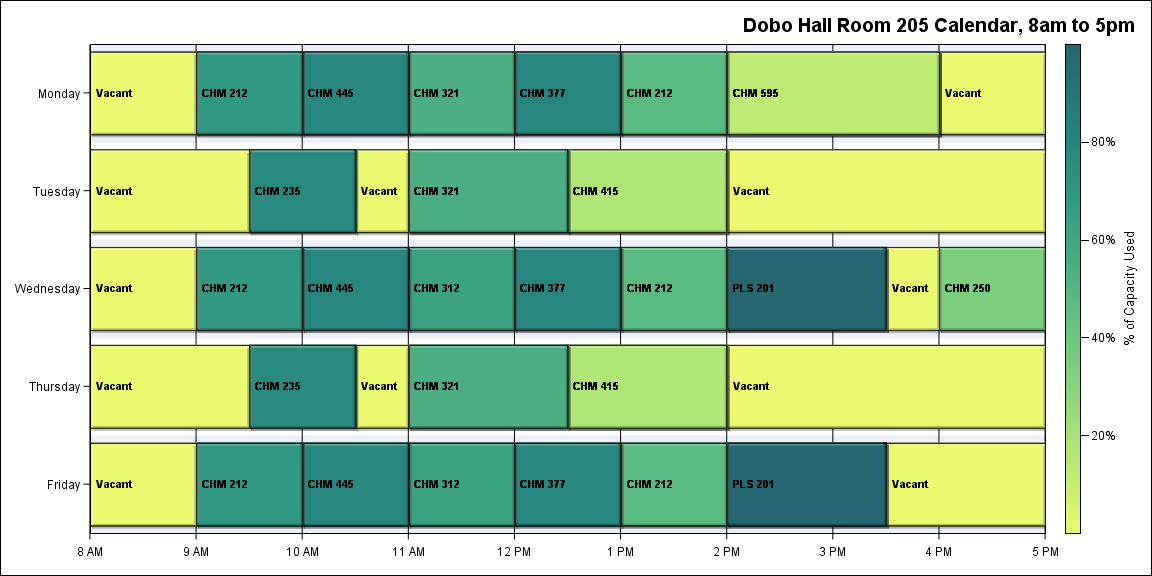 Dobo Hall Room 205 Calendar, 8am to 5pm
Monday
Vacant
CHM 212
CHM 445
CHM 321
CHM 377
CHM 212
CHM 595
Vacant
Tuesday
Vacant
CHM 235
Vacant
CHM 321
CHM 415
Vacant
Wednesday
Vacant
CHM 212
CHM 445
CHM 312
CHM 377
CHM 212
PLS 201
Vacant
CHM 250
Thursday
Vacant
CHM 235
Vacant
CHM 321
CHM 415
Vacant
Friday
Vacant
CHM 212
CHM 445
CHM 312
CHM 377
CHM 212
PLS 201
Vacant
8 AM
9 AM
10 AM
11 AM
12 PM
1 PM
2 PM
3 PM
4 PM
5 PM
80%
60%
40%
20%
% of Capacity Used